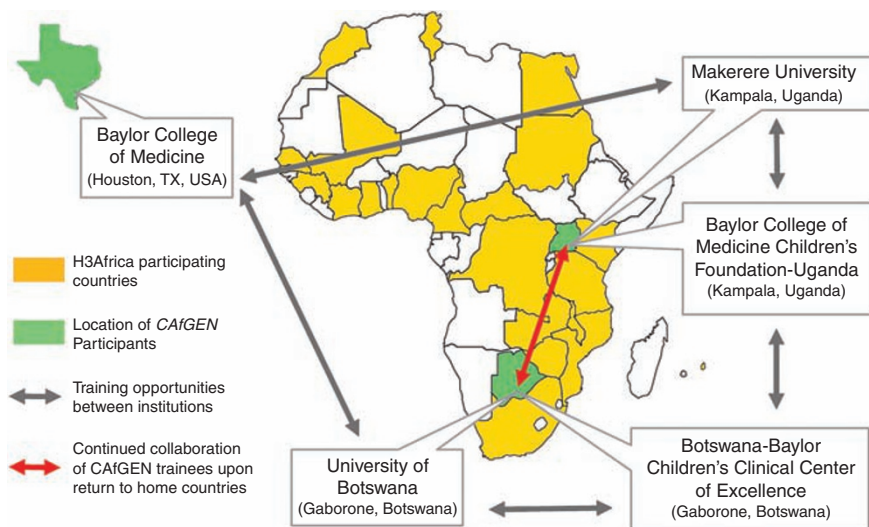 Baylor College
of Medicine
(Houston, TX, USA)
Makerere University
(Kampala, Uganda)
Baylor College of
Medicine Children's
Foundation-Uganda
(Kampala, Uganda)
H3Africa participating
countries
Location of CAfGEN
Participants
Training opportunities
between institutions
Continued collaboration
of CAfGEN trainees upon
return to home countries
University of
Botswana
(Gaborone, Botswana)
Botswana-Baylor
Children's Clinical Center
of Excellence
(Gaborone, Botswana)